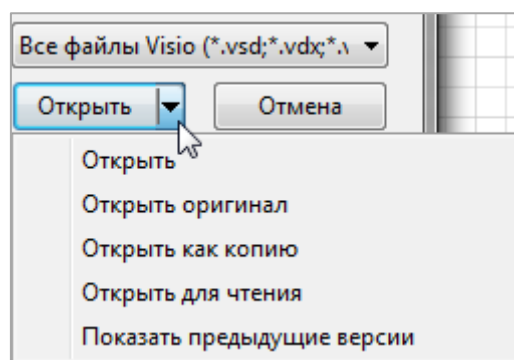 Все файлы Visio (*.vsd;*.vdx;*.
Открыть Отмена
Открыть
Открыть оригинал
Открыть как копию
Открыть для чтения
Показать предыдущие версии